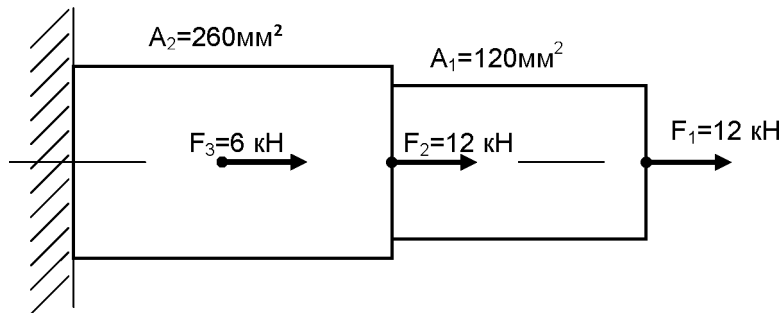 A₂=260мм²
A₁=120мм²
F₃=6 кН
F₂=12 кН
F₁=12 кН